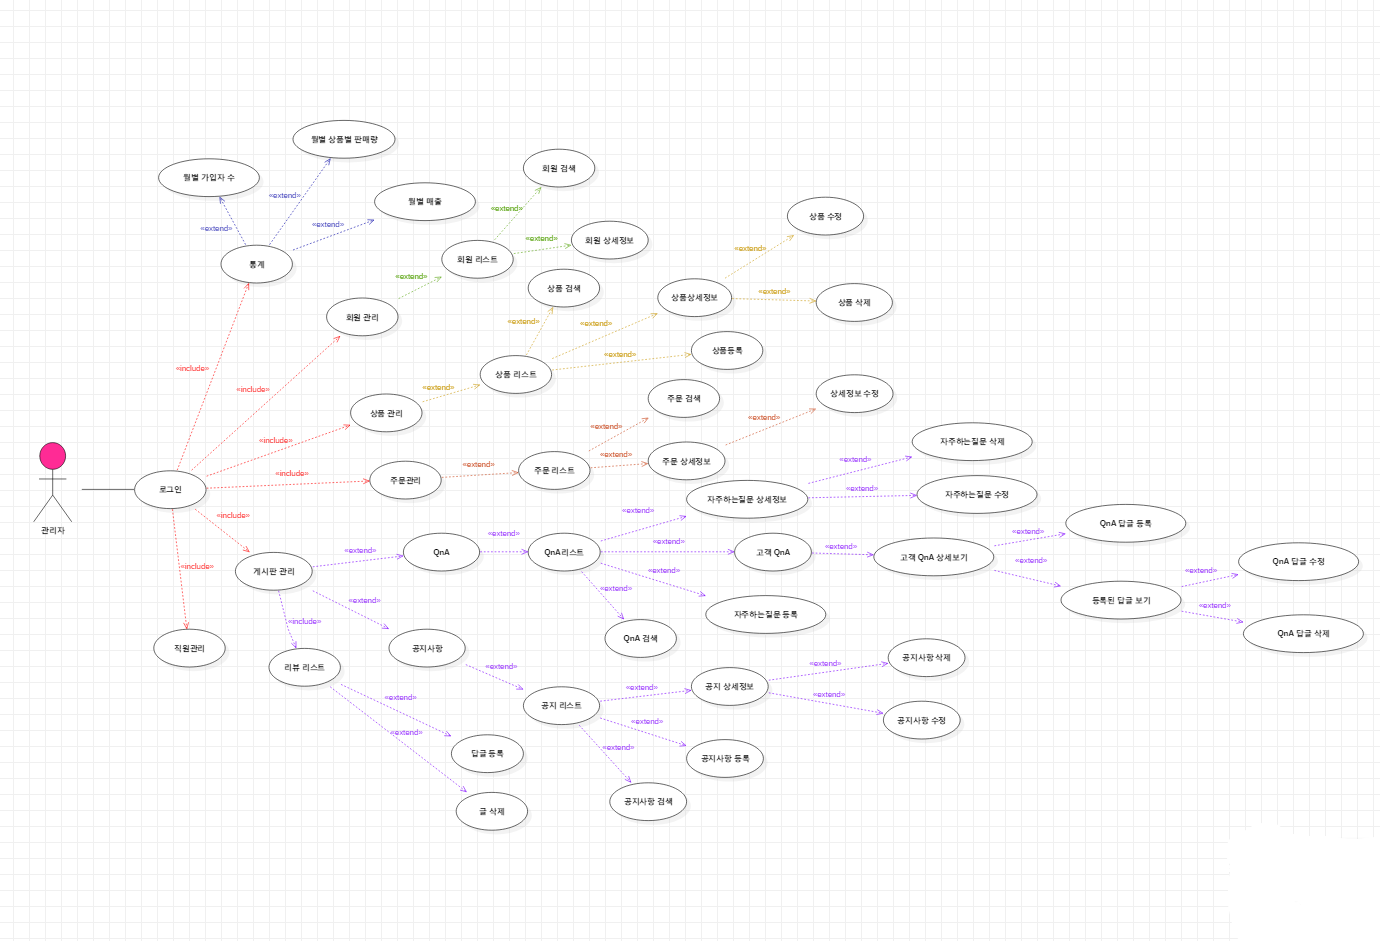 월별 상품별 판매량
월별 가입자 수
«extend»
«extend»
월별 매출
«extend»
통계
회원 검색
«extend»
회원 상세정보
«extend»
회원 리스트
«extend»
회원 관리
상품 수정
«extend»
상품 검색
상품상세정보
«extend»
상품 삭제
«extend»
«extend»
상품등록
«extend»
상품 리스트
«extend»
상품 관리
«include»
«include»
«include»
주문 검색
상세정보 수정
«extend»
«extend»
«extend»
주문 상세정보
주문 리스트
«extend»
주문관리
«include»
로그인
관리자
«include»
«include»
직원관리
자주하는질문 삭제
«extend»
자주하는질문 수정
«extend»
자주하는질문 상세정보
«extend»
QnA
«extend»
QnA리스트
«extend»
«extend»
고객 QnA
«extend»
고객 QnA 상세보기
«extend»
QnA 답글 등록
«extend»
등록된 답글 보기
«extend»
QnA 답글 수정
«extend»
QnA 답글 삭제
«extend»
자주하는질문 등록
«extend»
QnA 검색
게시판 관리
«extend»
공지사항
«include»
리뷰 리스트
«extend»
«extend»
답글 등록
글 삭제
«extend»
공지 리스트
«extend»
공지 상세정보
«extend»
공지사항 삭제
«extend»
공지사항 수정
«extend»
공지사항 등록
«extend»
공지사항 검색